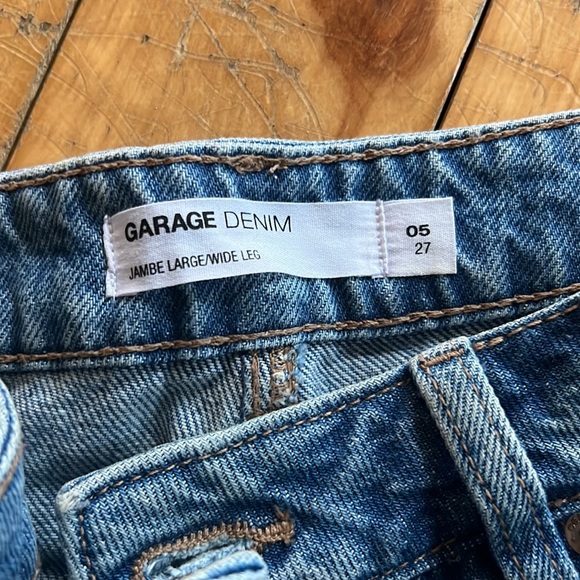 GARAGE DENIM
JAMBE LARGE/WIDE LEG
05
27